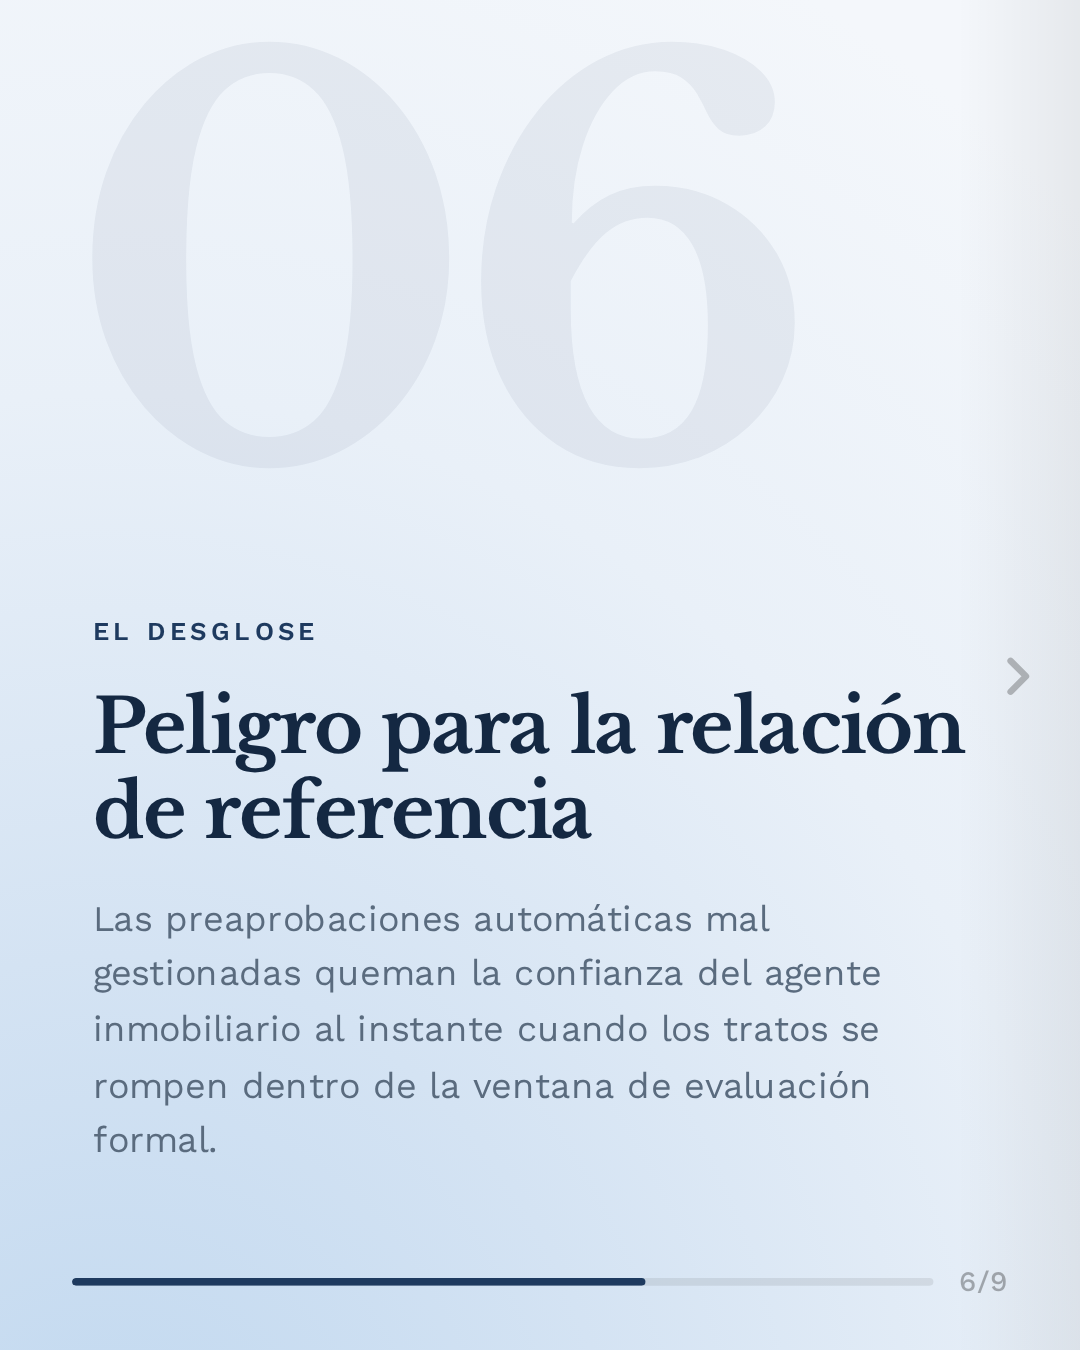 06
EL DESGLOSE
Peligro para la relación
de referencia
Las preaprobaciones automáticas mal
gestionadas queman la confianza del agente
inmobiliario al instante cuando los tratos se
rompen dentro de la ventana de evaluación
formal.
6/9